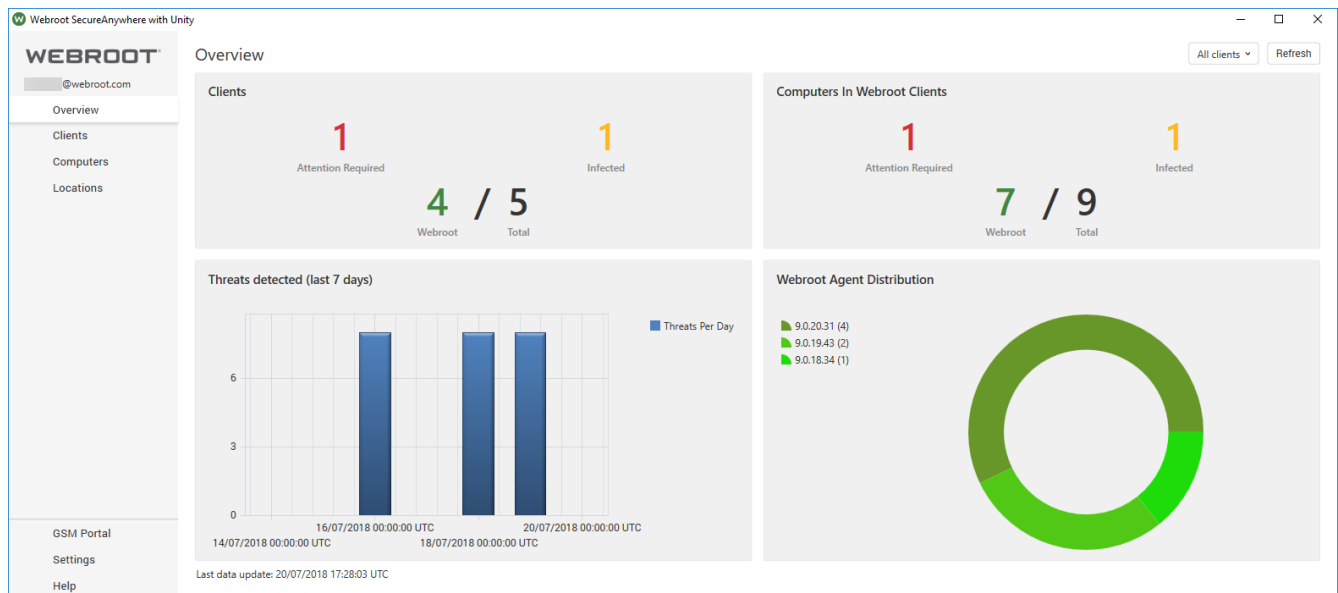 Webroot SecureAnywhere with Unity
WEBROOT
@webroot.com
Overview
Clients
Computers
Locations
GSM Portal
Settings
Help
Overview
All clients
Refresh
Clients
1
Attention Required
1
Infected
4 / 5
Webroot Total
Computers In Webroot Clients
1
Attention Required
1
Infected
7 / 9
Webroot Total
Threats detected (last 7 days)
6
3
0
16/07/2018 00:00:00 UTC 20/07/2018 00:00:00 UTC
14/07/2018 00:00:00 UTC 18/07/2018 00:00:00 UTC
Threats Per Day
Webroot Agent Distribution
9.0.20.31 (4)
9.0.19.43 (2)
9.0.18.34 (1)
Last data update: 20/07/2018 17:28:03 UTC